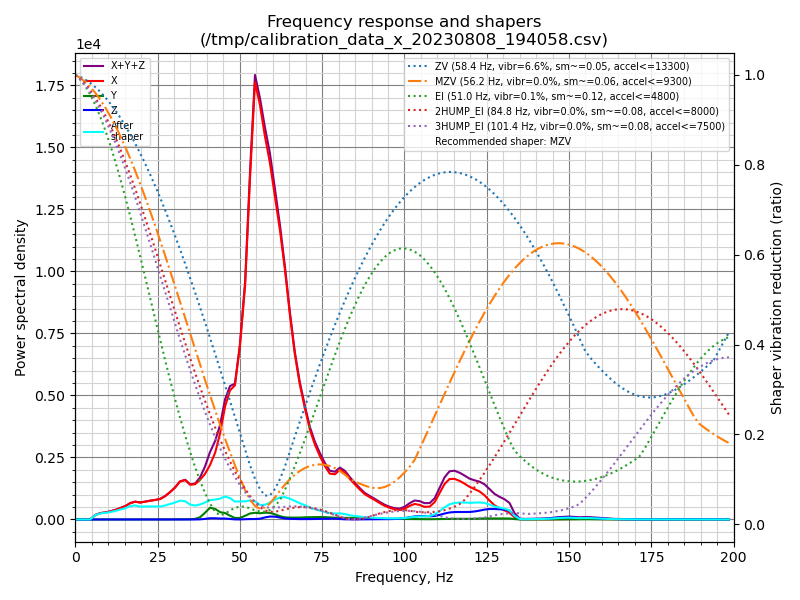 Frequency response and shapers
(/tmp/calibration_data_x_20230808_194058.csv)
1e4
X+Y+Z
X
Y
Z
After
shaper
ZV (58.4 Hz, vibr=6.6%, sm~=0.05, accel<=13300)
MZV (56.2 Hz, vibr=0.0%, sm~=0.06, accel<=9300)
EI (51.0 Hz, vibr=0.1%, sm~=0.12, accel<=4800)
2HUMP_EI (84.8 Hz, vibr=0.0%, sm~=0.08, accel<=8000)
3HUMP_EI (101.4 Hz, vibr=0.0%, sm~=0.08, accel<=7500)
Recommended shaper: MZV
Power spectral density
1.75
1.50
1.25
1.00
0.75
0.50
0.25
0.00
1.0
0.8
0.6
0.4
0.2
0.0
Shaper vibration reduction (ratio)
0
25
50
75
100
125
150
175
200
Frequency, Hz